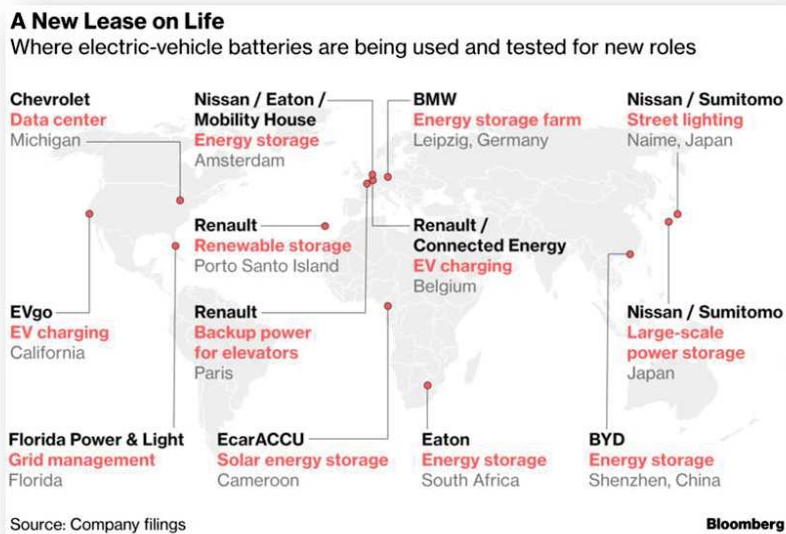 A New Lease on Life
Where electric-vehicle batteries are being used and tested for new roles
Chevrolet
Data center
Michigan
Nissan / Eaton /
Mobility House
Energy storage
Amsterdam
BMW
Energy storage farm
Leipzig, Germany
Nissan / Sumitomo
Street lighting
Naime, Japan
Renault
Renewable storage
Porto Santo Island
Renault /
Connected Energy
EV charging
Belgium
EVgo
EV charging
California
Renault
Backup power
for elevators
Paris
Nissan / Sumitomo
Large-scale
power storage
Japan
Florida Power & Light
Grid management
Florida
EcarACCU
Solar energy storage
Cameroon
Eaton
Energy storage
South Africa
BYD
Energy storage
Shenzhen, China
Source: Company filings
Bloomberg